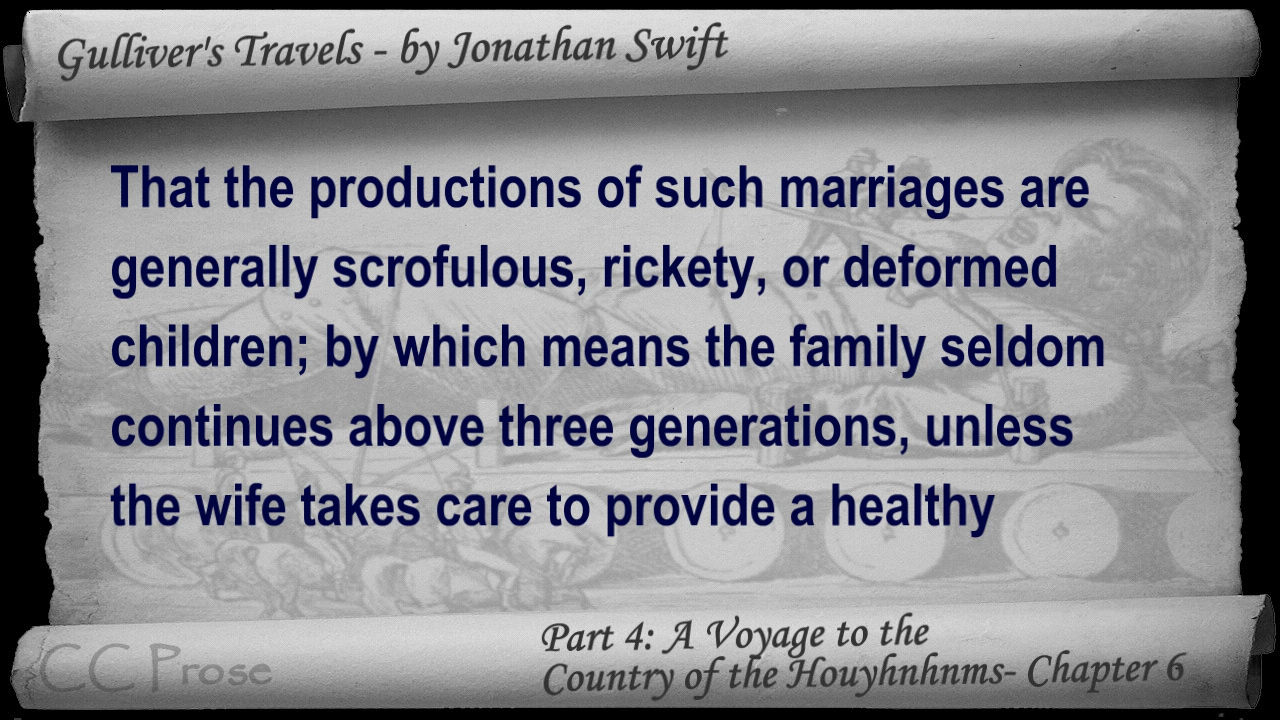 Gulliver's Travels - by Jonathan Swift
That the productions of such marriages are
generally scrofulous, rickety, or deformed
children; by which means the family seldom
continues above three generations, unless
the wife takes care to provide a healthy
CC Prose
Part 4: A Voyage to the
Country of the Houyhnhnms- Chapter 6